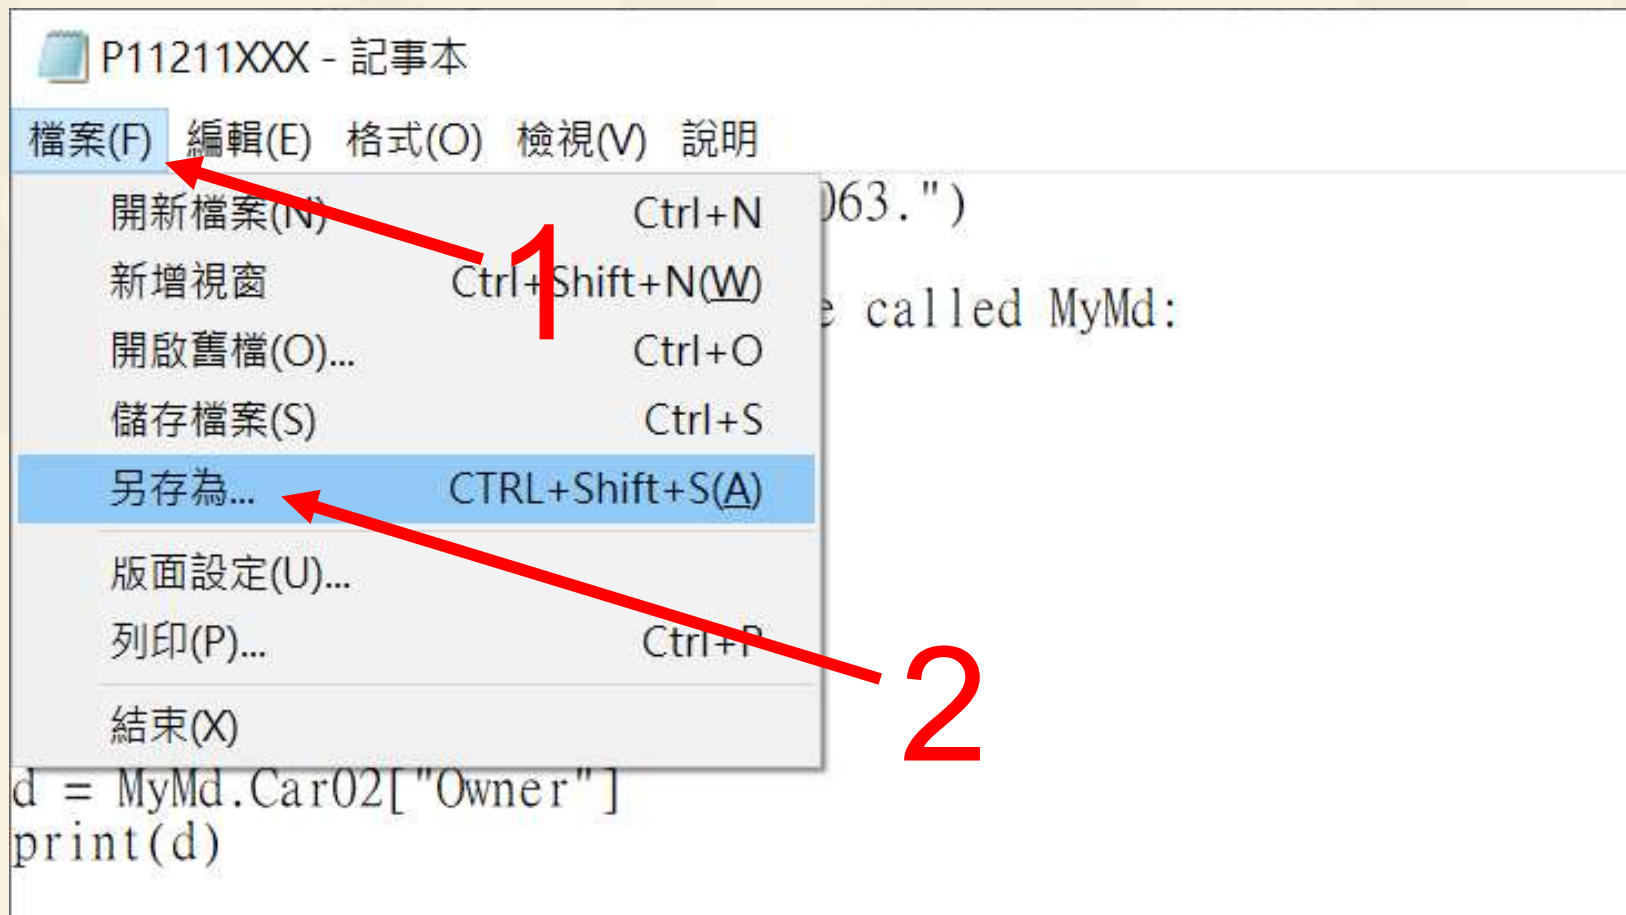 P11211XXX - 記事本
檔案(F) 編輯(E) 格式(O) 檢視(V) 說明
開新檔案(N) Ctrl+N
063.")
1
新增視窗 Ctrl+Shift+N(W)
e called MyMd:
開啟舊檔(O)... Ctrl+O
儲存檔案(S) Ctrl+S
另存為... CTRL+Shift+S(A)
版面設定(U)...
列印(P)... Ctrl+P
2
結束(X)
d = MyMd.Car02["Owner"]
print(d)